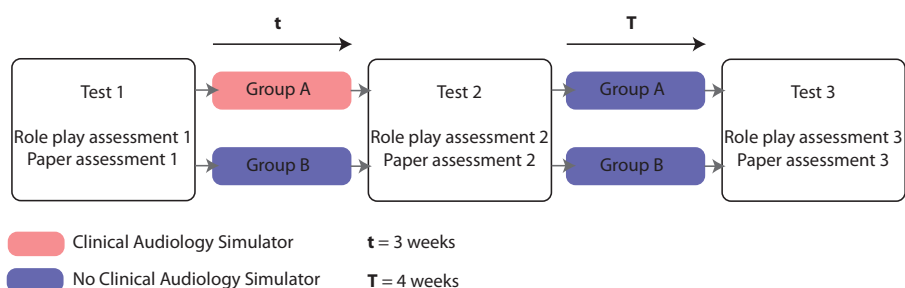 t
T
Test 1
Group A
Test 2
Group A
Test 3
Role play assessment 1
Paper assessment 1
Group B
Role play assessment 2
Paper assessment 2
Group B
Role play assessment 3
Paper assessment 3
Clinical Audiology Simulator
t = 3 weeks
No Clinical Audiology Simulator
T = 4 weeks